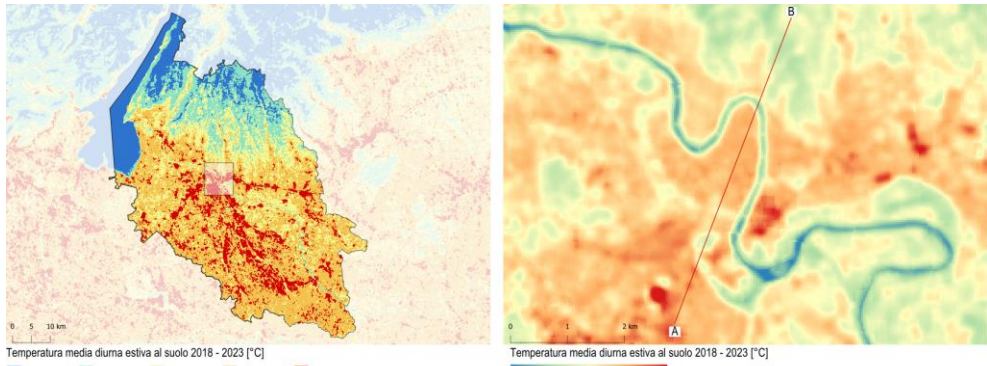 0 5 10 km
Temperatura media diurna estiva al suolo 2018 - 2023 [°C]
B
A
0 1 2 km
Temperatura media diurna estiva al suolo 2018 - 2023 [°C]